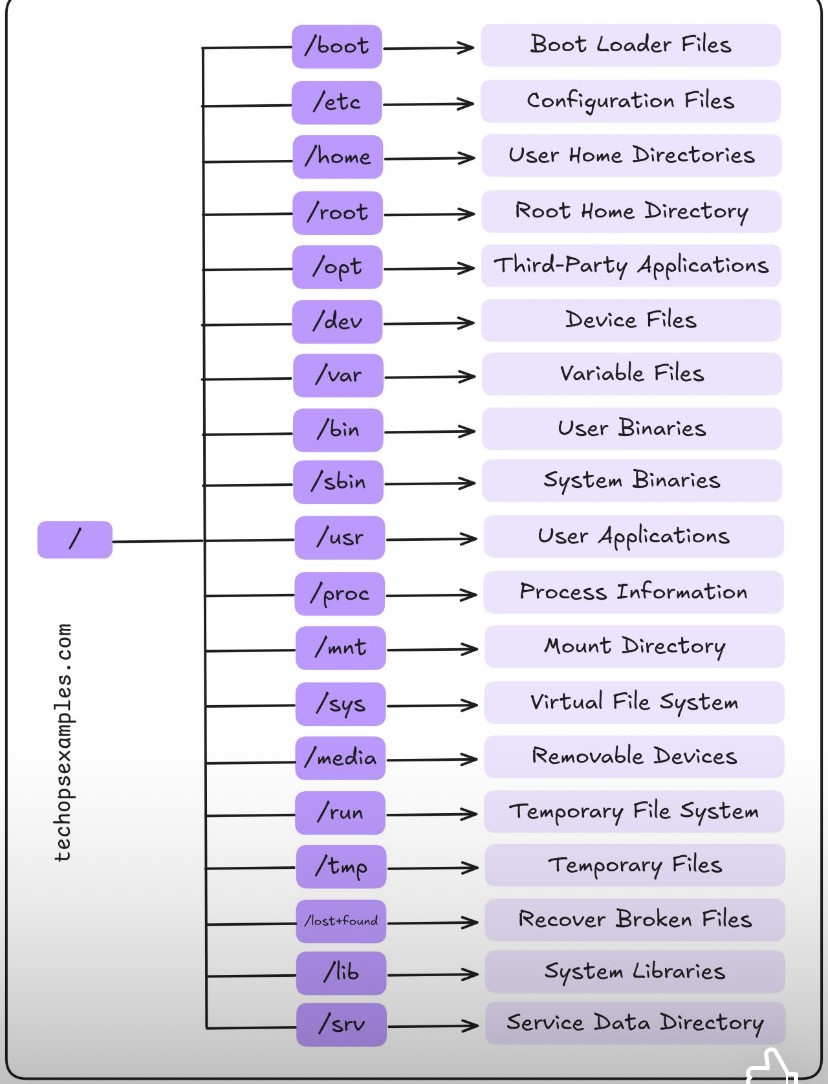 /boot Boot Loader Files
/etc Configuration Files
/home User Home Directories
/root Root Home Directory
/opt Third-Party Applications
/dev Device Files
/var Variable Files
/bin User Binaries
/sbin System Binaries
/ /usr User Applications
/proc Process Information
/mnt Mount Directory
/sys Virtual File System
/media Removable Devices
/run Temporary File System
/tmp Temporary Files
/lost+found Recover Broken Files
/lib System Libraries
/srv Service Data Directory
techopsexamples.com